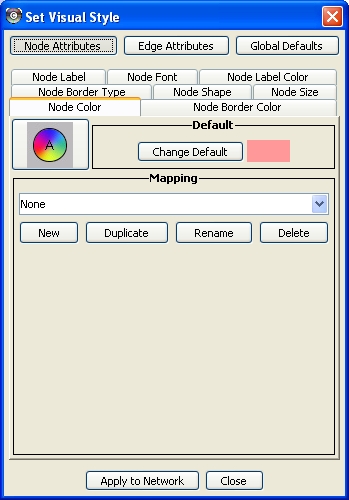 Set Visual Style
Node Attributes Edge Attributes Global Defaults
Node Label Node Font Node Label Color
Node Border Type Node Shape Node Size
Node Color Node Border Color
A
Default
Change Default
Mapping
None
New Duplicate Rename Delete
Apply to Network Close